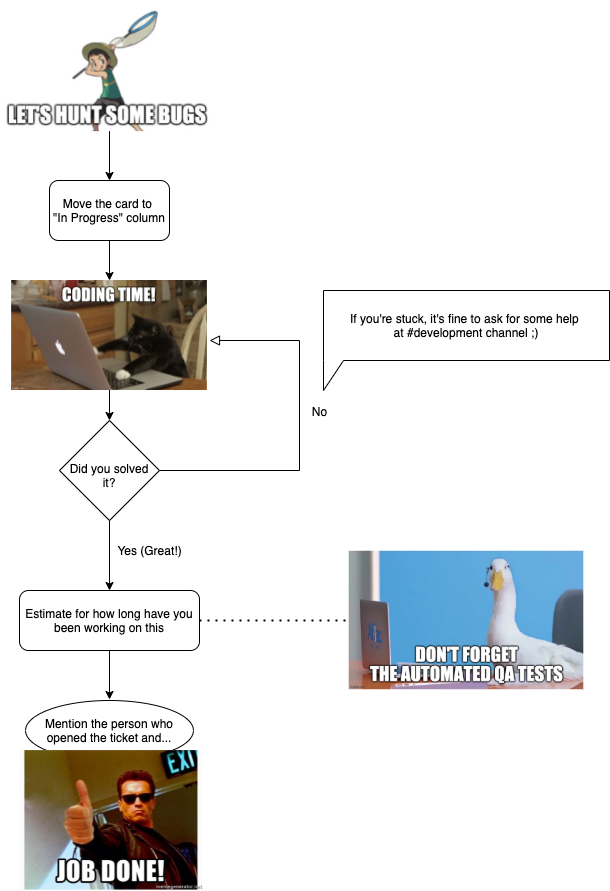 LET'S HUNT SOME BUGS
Move the card to
"In Progress" column
CODING TIME!
If you're stuck, it's fine to ask for some help
at #development channel ;)
No
Did you solved
it?
Yes (Great!)
Estimate for how long have you
been working on this
DON'T FORGET
THE AUTOMATED QA TESTS
Mention the person who
opened the ticket and...
EXI
JOB DONE!
memegenerator.net